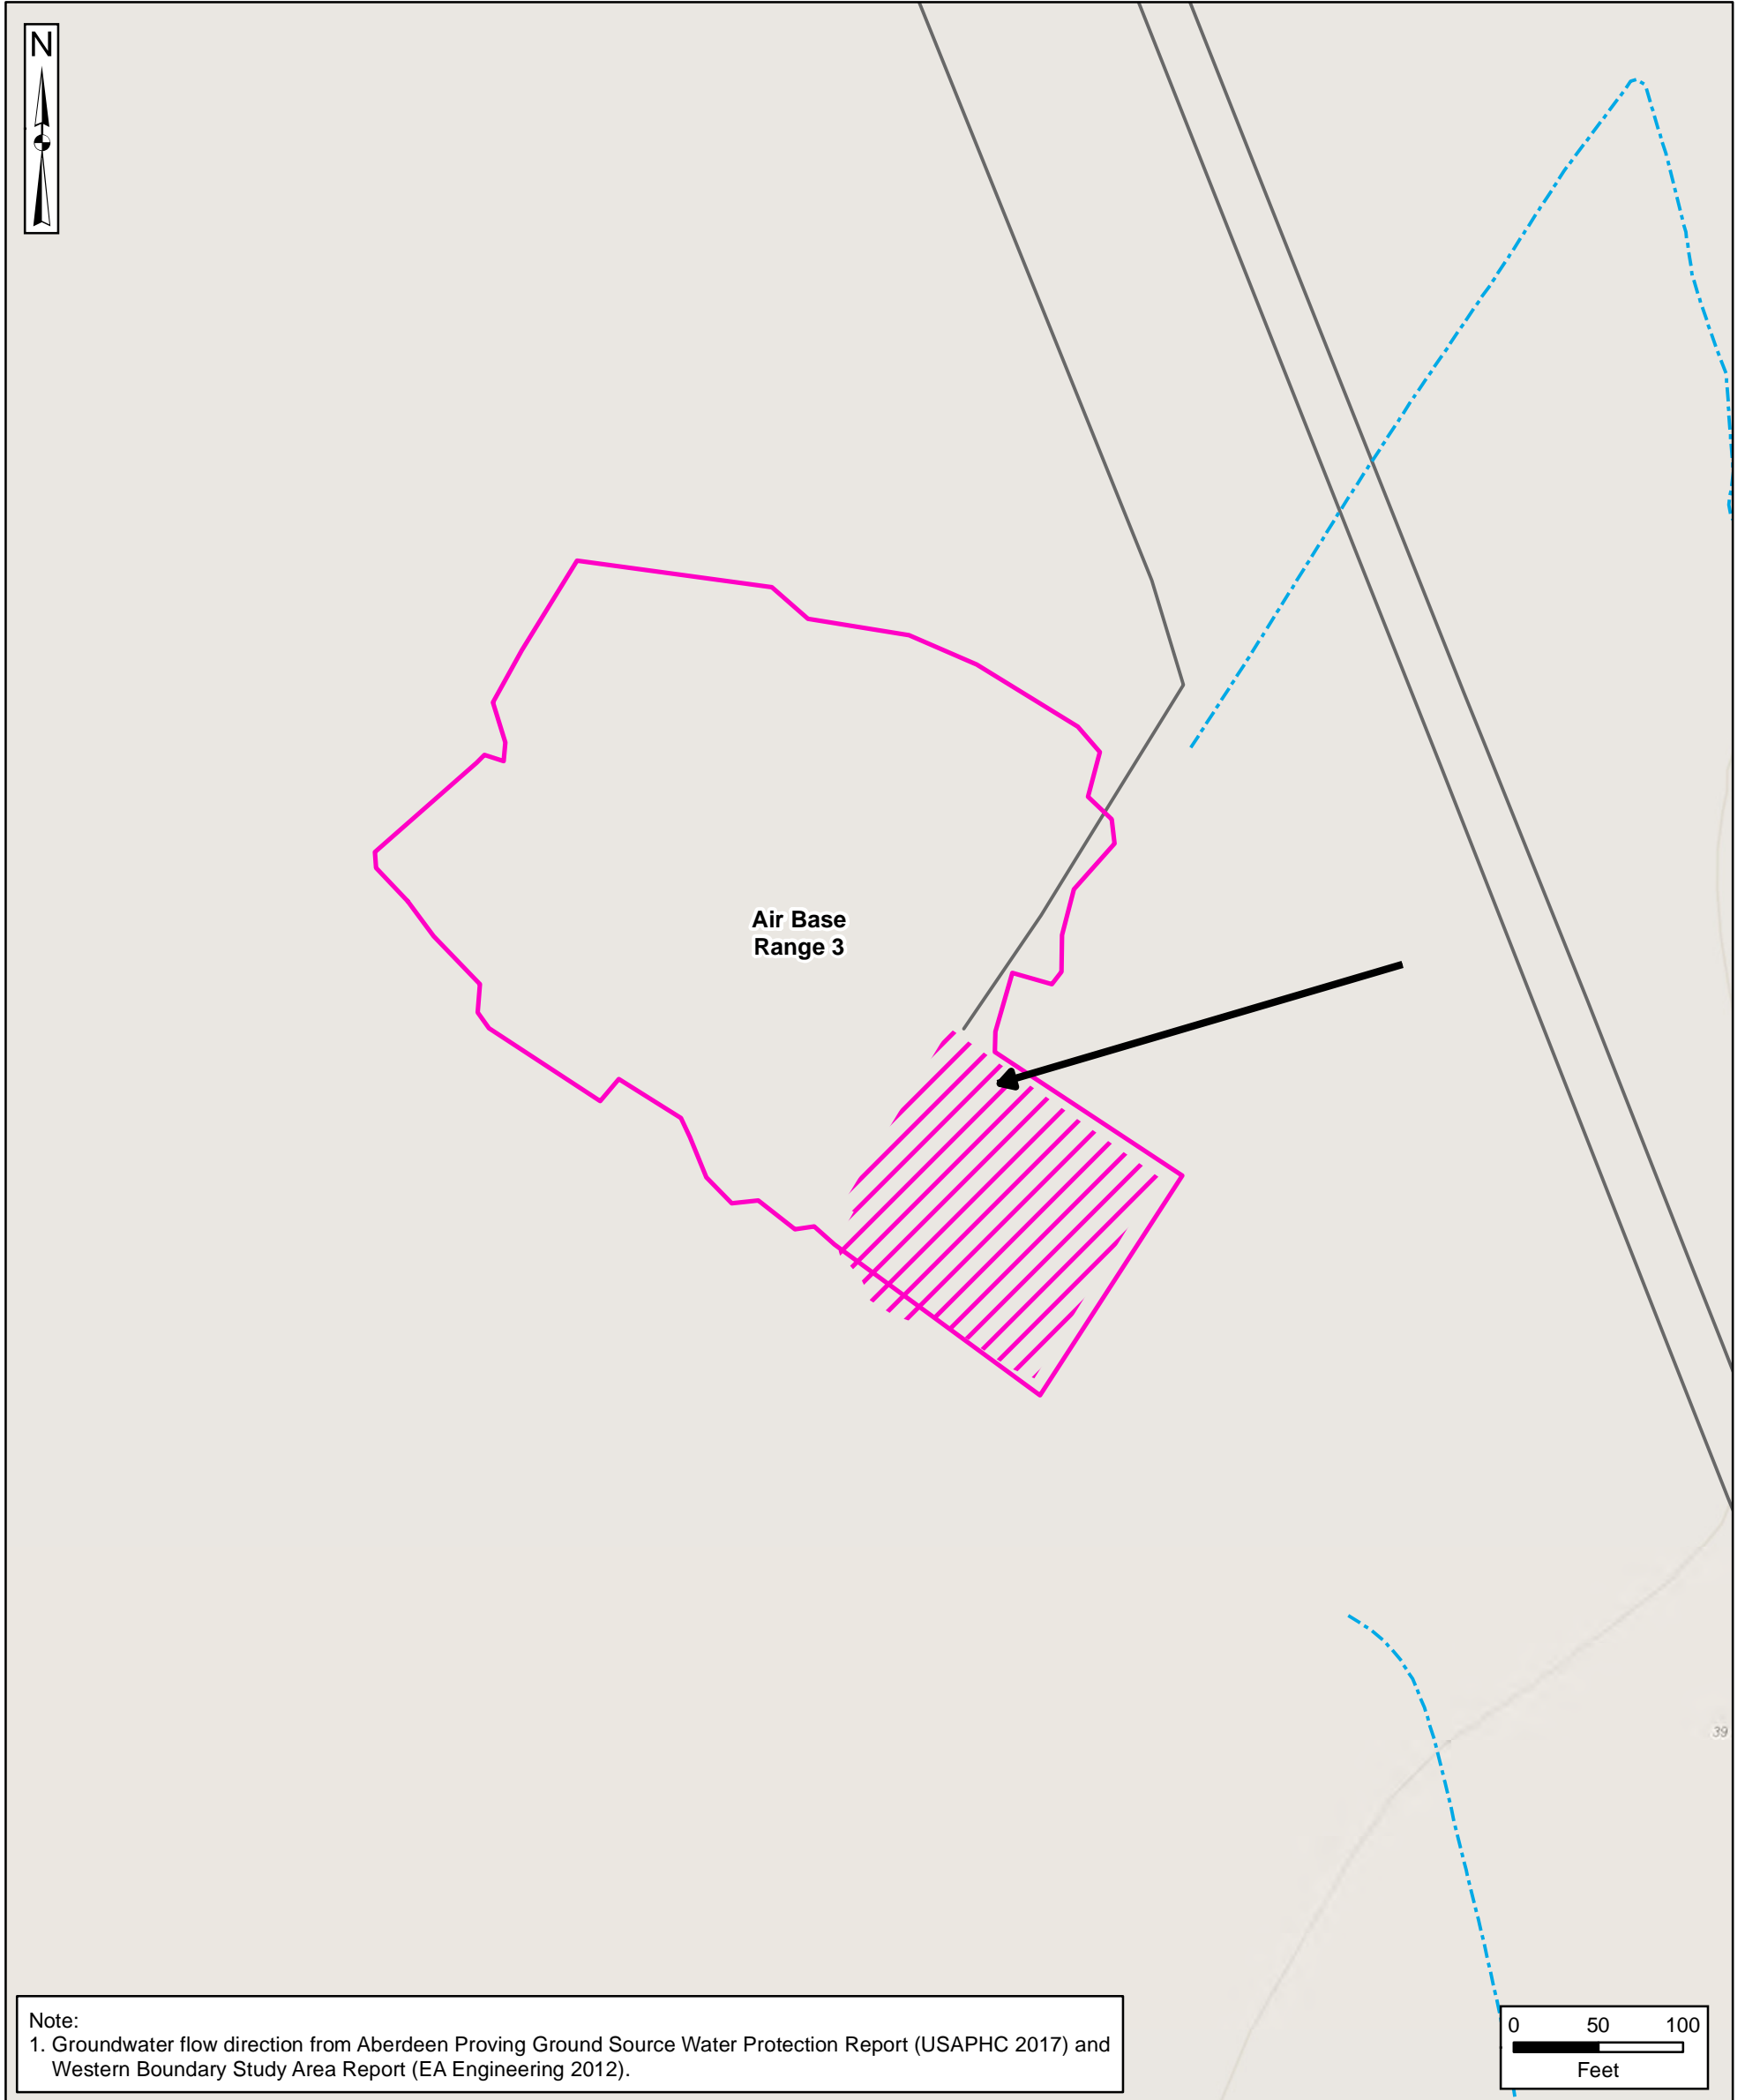 N
Air Base
Range 3
39
Note:
1. Groundwater flow direction from Aberdeen Proving Ground Source Water Protection Report (USAPHC 2017) and
Western Boundary Study Area Report (EA Engineering 2012).
0 50 100
Feet